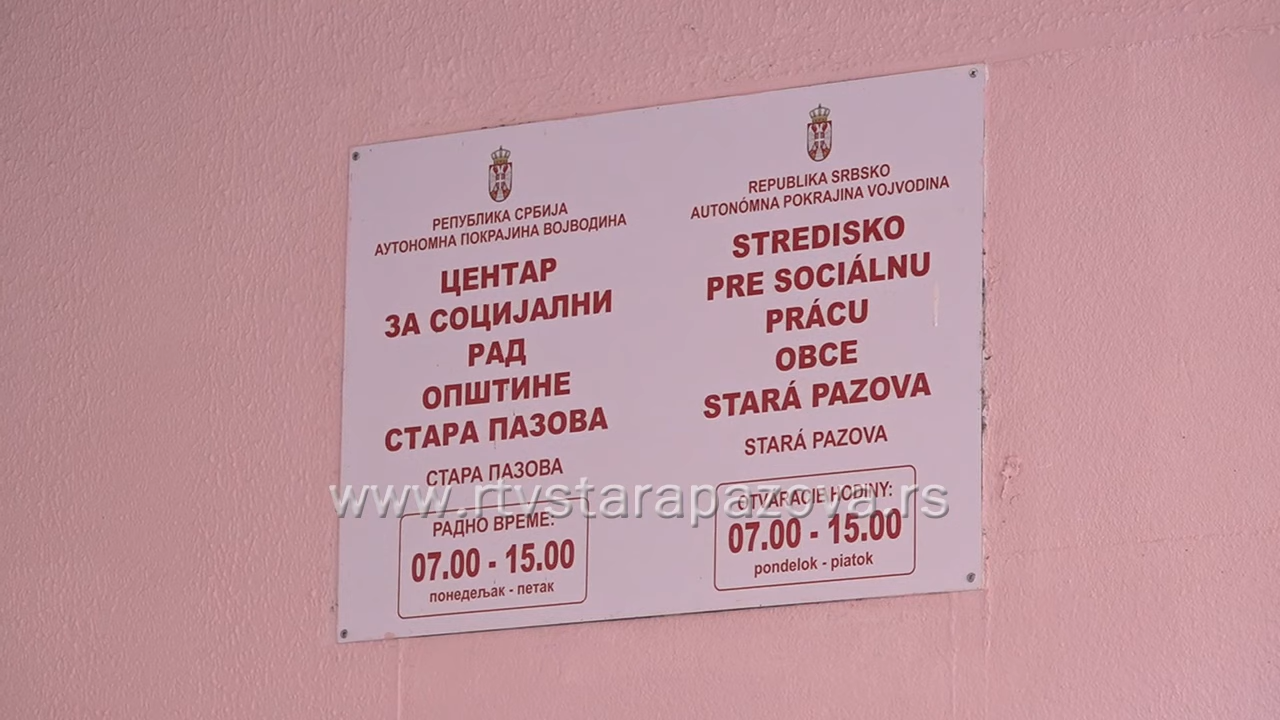 РЕПУБЛИКА СРБИЈА
АУТОНОМНА ПОКРАЈИНА ВОЈВОДИНА
ЦЕНТАР
ЗА СОЦИЈАЛНИ
РАД
ОПШТИНЕ
СТАРА ПАЗОВА
СТАРА ПАЗОВА
РАДНО ВРЕМЕ:
07.00 - 15.00
понедељак - петак
REPUBLIKA SRBSKO
AUTONÓMNA POKRAJINA VOJVODINA
STREDISKO
PRE SOCIÁLNU
PRÁCU
OBCE
STARÁ PAZOVA
STARÁ PAZOVA
OTVÁRACIE HODINY:
07.00 - 15.00
pondelok - piatok
www.rtvstarapazova.rs